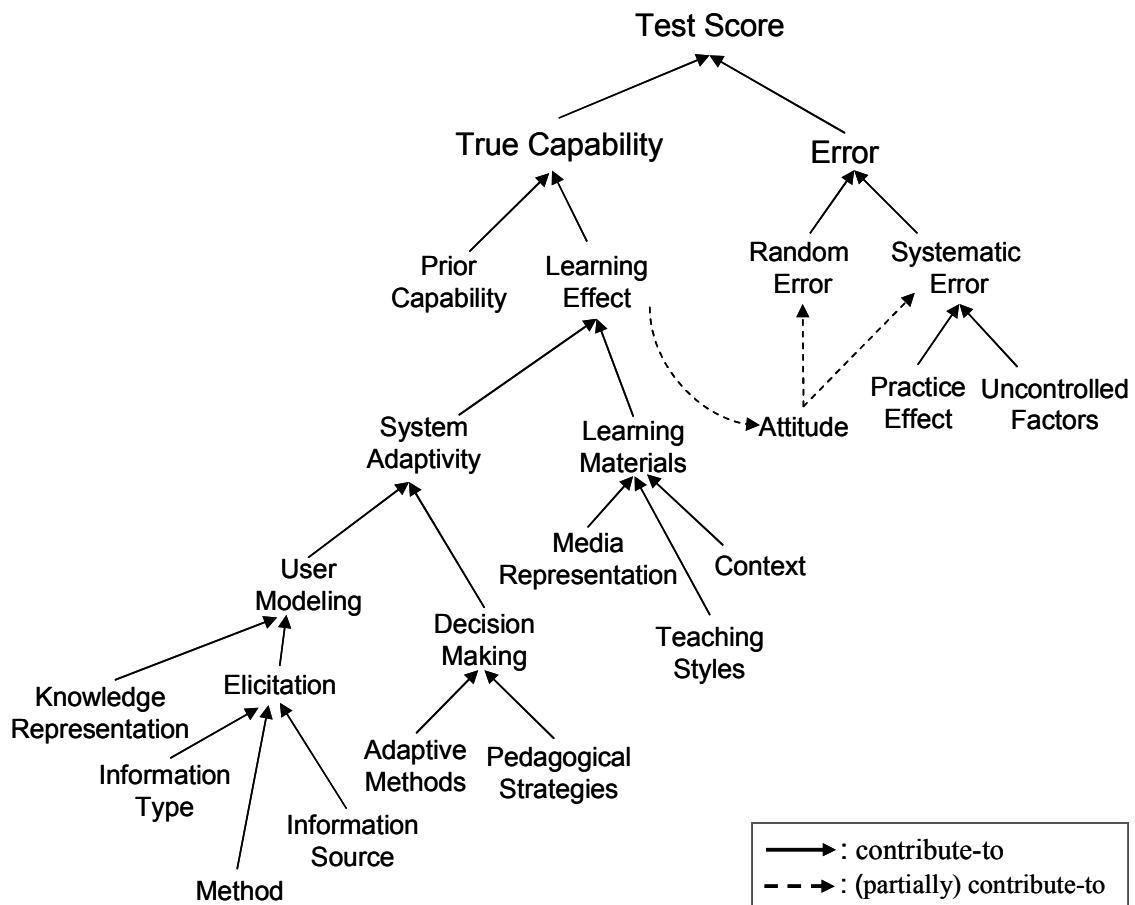 Test Score
True Capability
Error
Prior
Capability
Learning
Effect
Random
Error
Systematic
Error
Practice
Effect
Uncontrolled
Factors
System
Adaptivity
Learning
Materials
Attitude
Media
Representation
Context
User
Modeling
Decision
Making
Teaching
Styles
Knowledge
Representation
Elicitation
Information
Type
Adaptive
Methods
Pedagogical
Strategies
Information
Source
Method
: contribute-to
: (partially) contribute-to